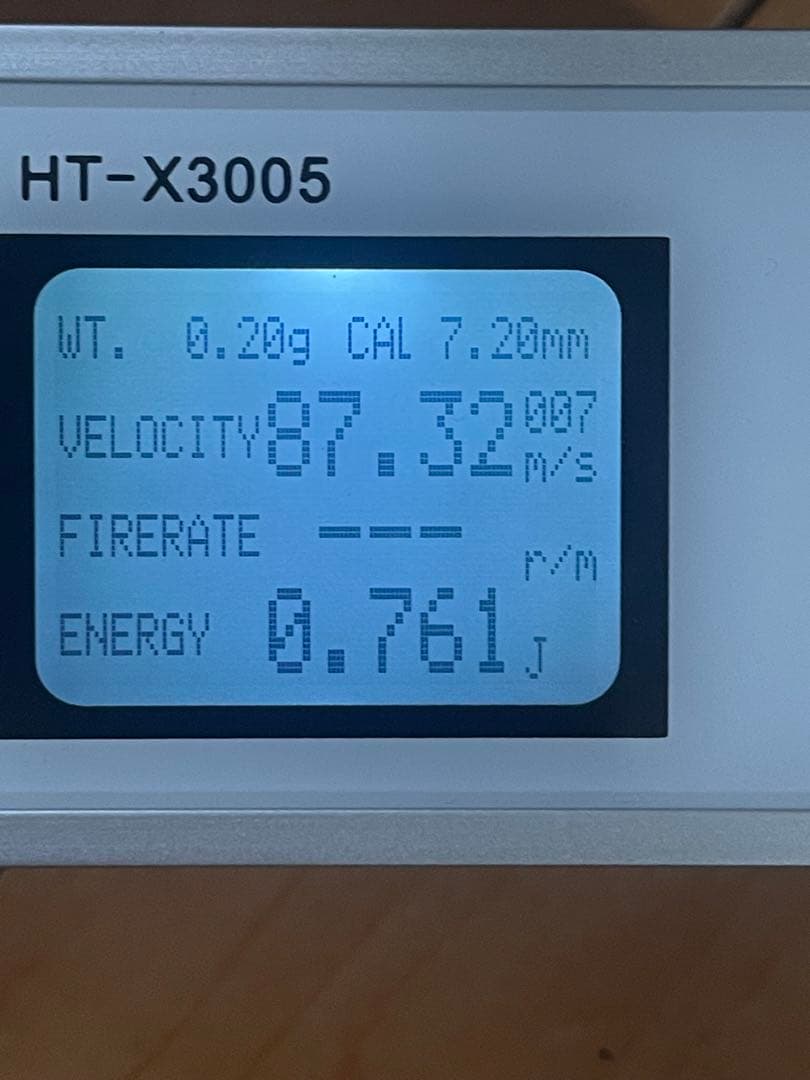 HT-X3005
WT. 0.20g CAL 7.20mm
VELOCITY 87.32 007 m/s
FIRERATE --- r/m
ENERGY 0.761 J